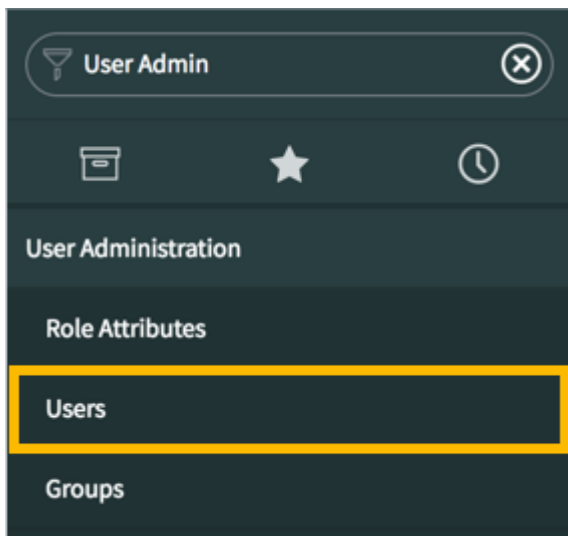 User Admin
User Administration
Role Attributes
Users
Groups